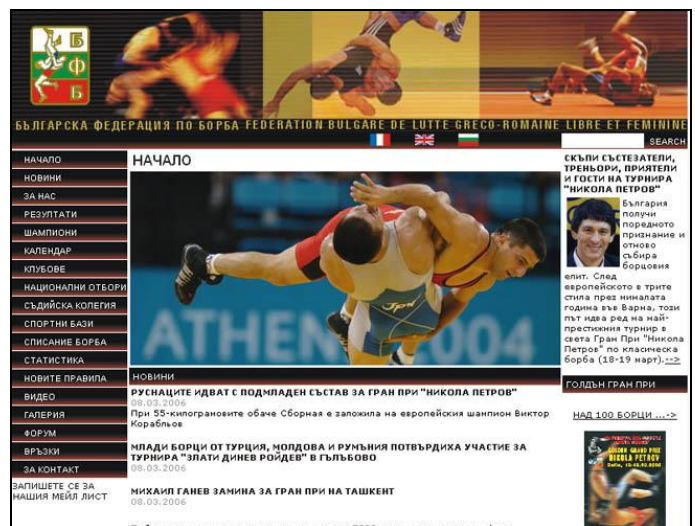 Б
Ф
Б
БЪЛГАРСКА ФЕДЕРАЦИЯ ПО БОРБА FEDERATION BULGARE DE LUTTE GRECO-ROMAINE LIBRE ET FEMININE
SEARCH
НАЧАЛО
НОВИНИ
ЗА НАС
РЕЗУЛТАТИ
ШАМПИОНИ
КАЛЕНДАР
КЛУБОВЕ
НАЦИОНАЛНИ ОТБОРИ
СЪДИЙСКА КОЛЕГИЯ
СПОРТНИ БАЗИ
СПИСАНИЕ БОРБА
СТАТИСТИКА
НОВИТЕ ПРАВИЛА
ВИДЕО
ГАЛЕРИЯ
ФОРУМ
ВРЪЗКИ
ЗА КОНТАКТ
ЗАПИШЕТЕ СЕ ЗА
НАШИЯ МЕЙЛ ЛИСТ
НАЧАЛО
ATHENS 2004
НОВИНИ
РУСНАЦИТЕ ИДВАТ С ПОДМЛАДЕН СЪСТАВ ЗА ГРАН ПРИ "НИКОЛА ПЕТРОВ"
08.03.2006
При 55-килограмовите обаче Сборная е заложила на европейския шампион Виктор
Корабльов
МЛАДИ БОРЦИ ОТ ТУРЦИЯ, МОЛДОВА И РУМЪНИЯ ПОТВЪРДИХА УЧАСТИЕ ЗА
ТУРНИРА "ЗЛАТИ ДИНЕВ РОЙДЕВ" В ГЪЛЪБОВО
08.03.2006
МИХАИЛ ГАНЕВ ЗАМИНА ЗА ГРАН ПРИ НА ТАШКЕНТ
08.03.2006
СКЪПИ СЪСТЕЗАТЕЛИ,
ТРЕНЬОРИ, ПРИЯТЕЛИ
И ГОСТИ НА ТУРНИРА
"НИКОЛА ПЕТРОВ"
България
получи
поредното
признание и
отново
събира
борцовия
елит. След
европейското в трите
стила през миналата
година във Варна, този
път идва ред на най-
престижния турнир в
света Гран При "Никола
Петров" по класическа
борба (18-19 март).-->
ГОЛДЪН ГРАН ПРИ
НАД 100 БОРЦИ ...->
GOLDEN GRAND PRIX
NIKOLA PETROV